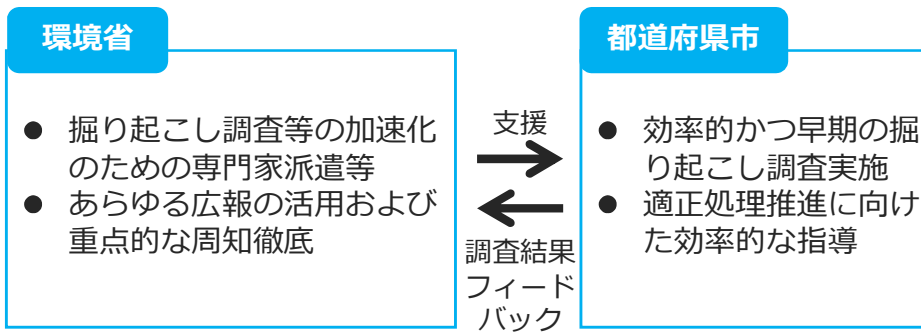 環境省
● 掘り起こし調査等の加速化
のための専門家派遣等
● あらゆる広報の活用および
重点的な周知徹底
支援
調査結果
フィード
バック
都道府県市
● 効率的かつ早期の掘
り起こし調査実施
● 適正処理推進に向け
た効率的な指導